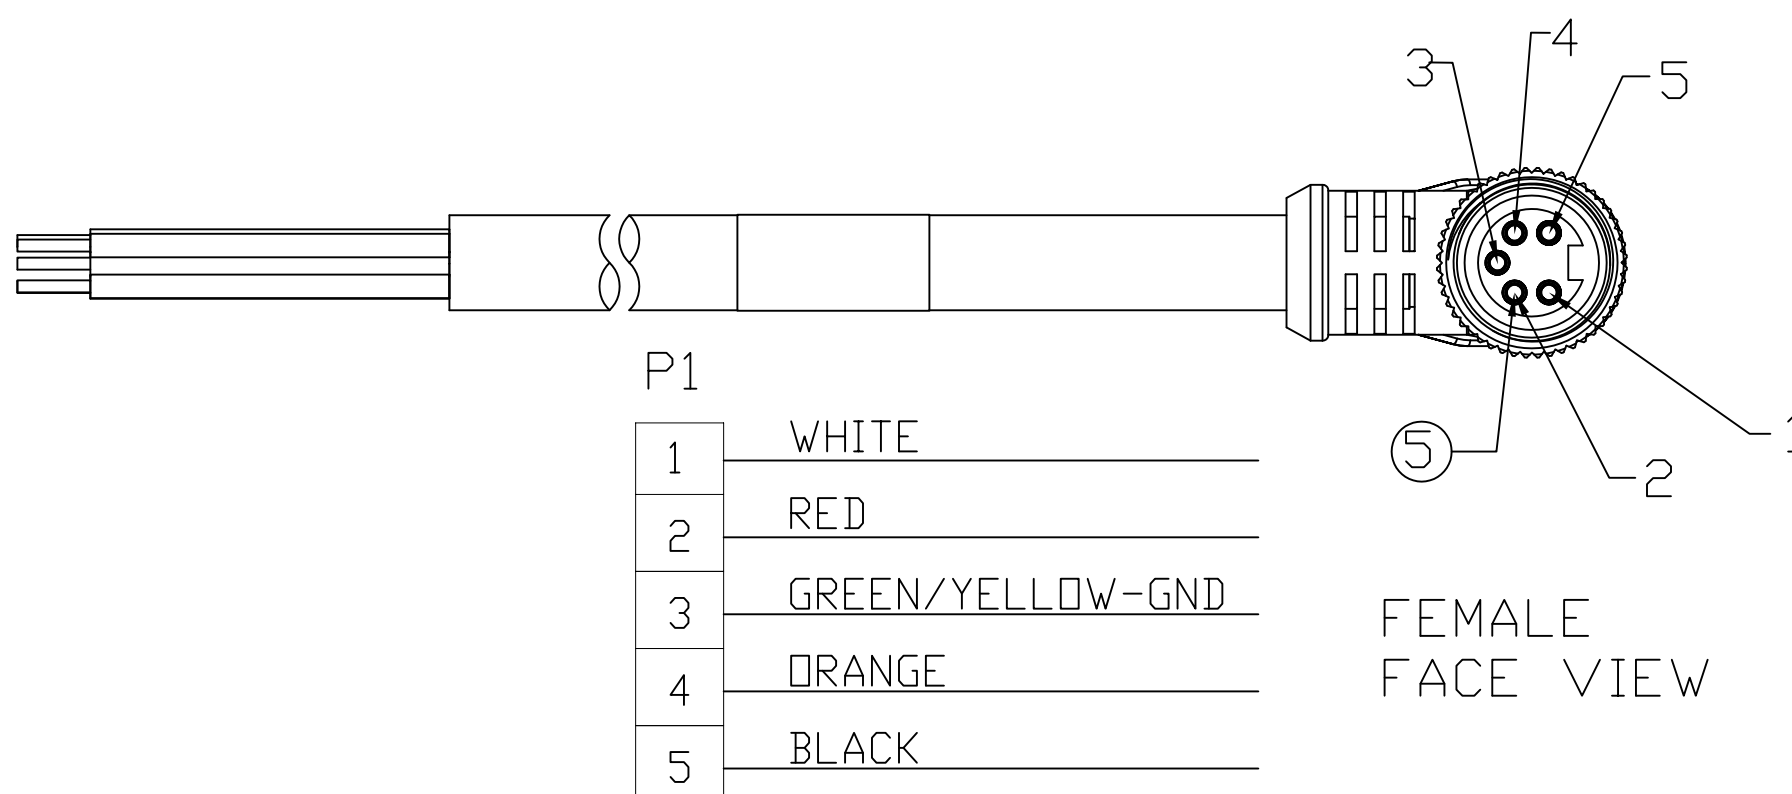 4
3
5
P1
1 WHITE
2 RED
3 GREEN/YELLOW-GND
4 ORANGE
5 BLACK
5
1
2
FEMALE
FACE VIEW